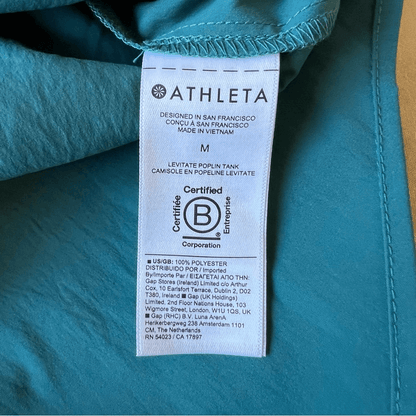 ATHLETA
DESIGNED IN SAN FRANCISCO
CONÇU À SAN FRANCISCO
MADE IN VIETNAM
M
LEVITATE POPLIN TANK
CAMISOLE EN POPELINE LEVITATE
Certified
Certifiée
B
®
Entreprise
Corporation
■ US/GB: 100% POLYESTER
DISTRIBUIDO POR / Imported
By/Importe Par / ΕΙΣΑΓΕΤΑΙ ΑΠΟ ΤΗΝ:
Gap Stores (Ireland) Limited c/o Arthur
Cox, 10 Earlsfort Terrace, Dublin 2, D02
T380, Ireland ■ Gap (UK Holdings)
Limited, 2nd Floor Nations House, 103
Wigmore Street, London, W1U 1QS, UK
■ Gap (RHC) B.V. Luna ArenA,
Herikerbergweg 238 Amsterdam 1101
CM, The Netherlands
RN 54023 / CA 17897